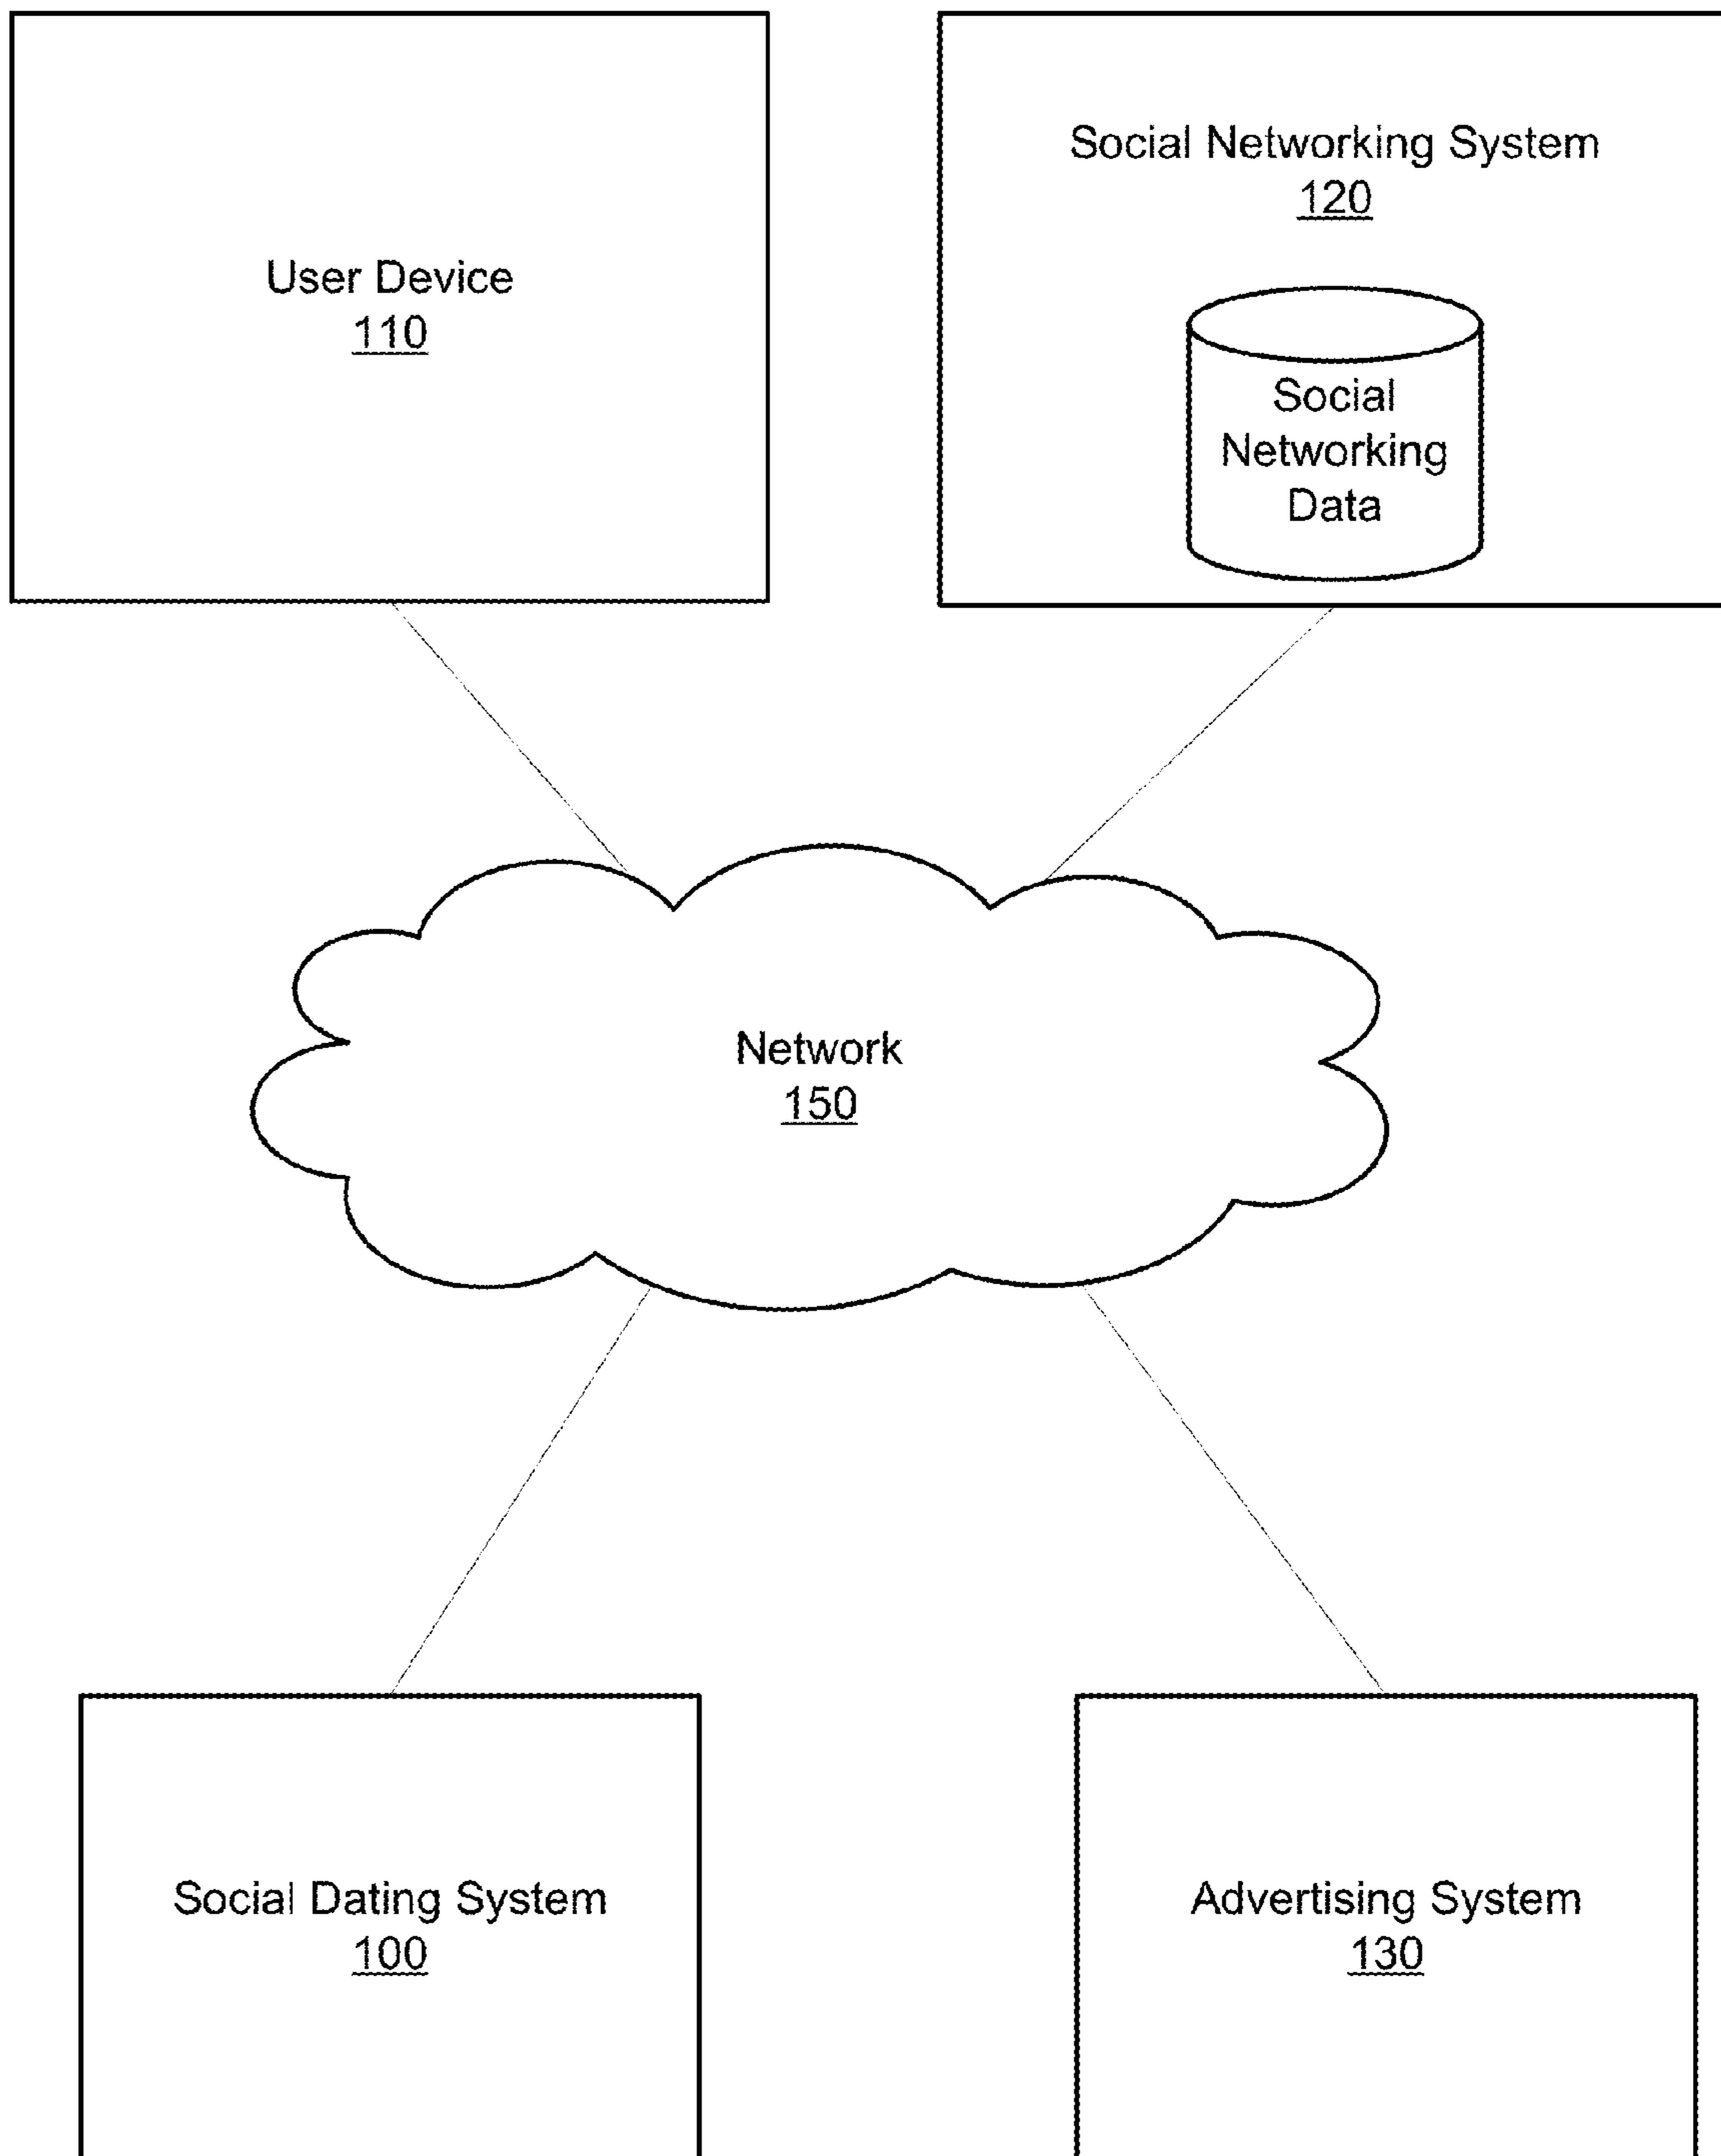 User Device
110
Social Networking System
120
Social
Networking
Data
Network
150
Social Dating System
100
Advertising System
130